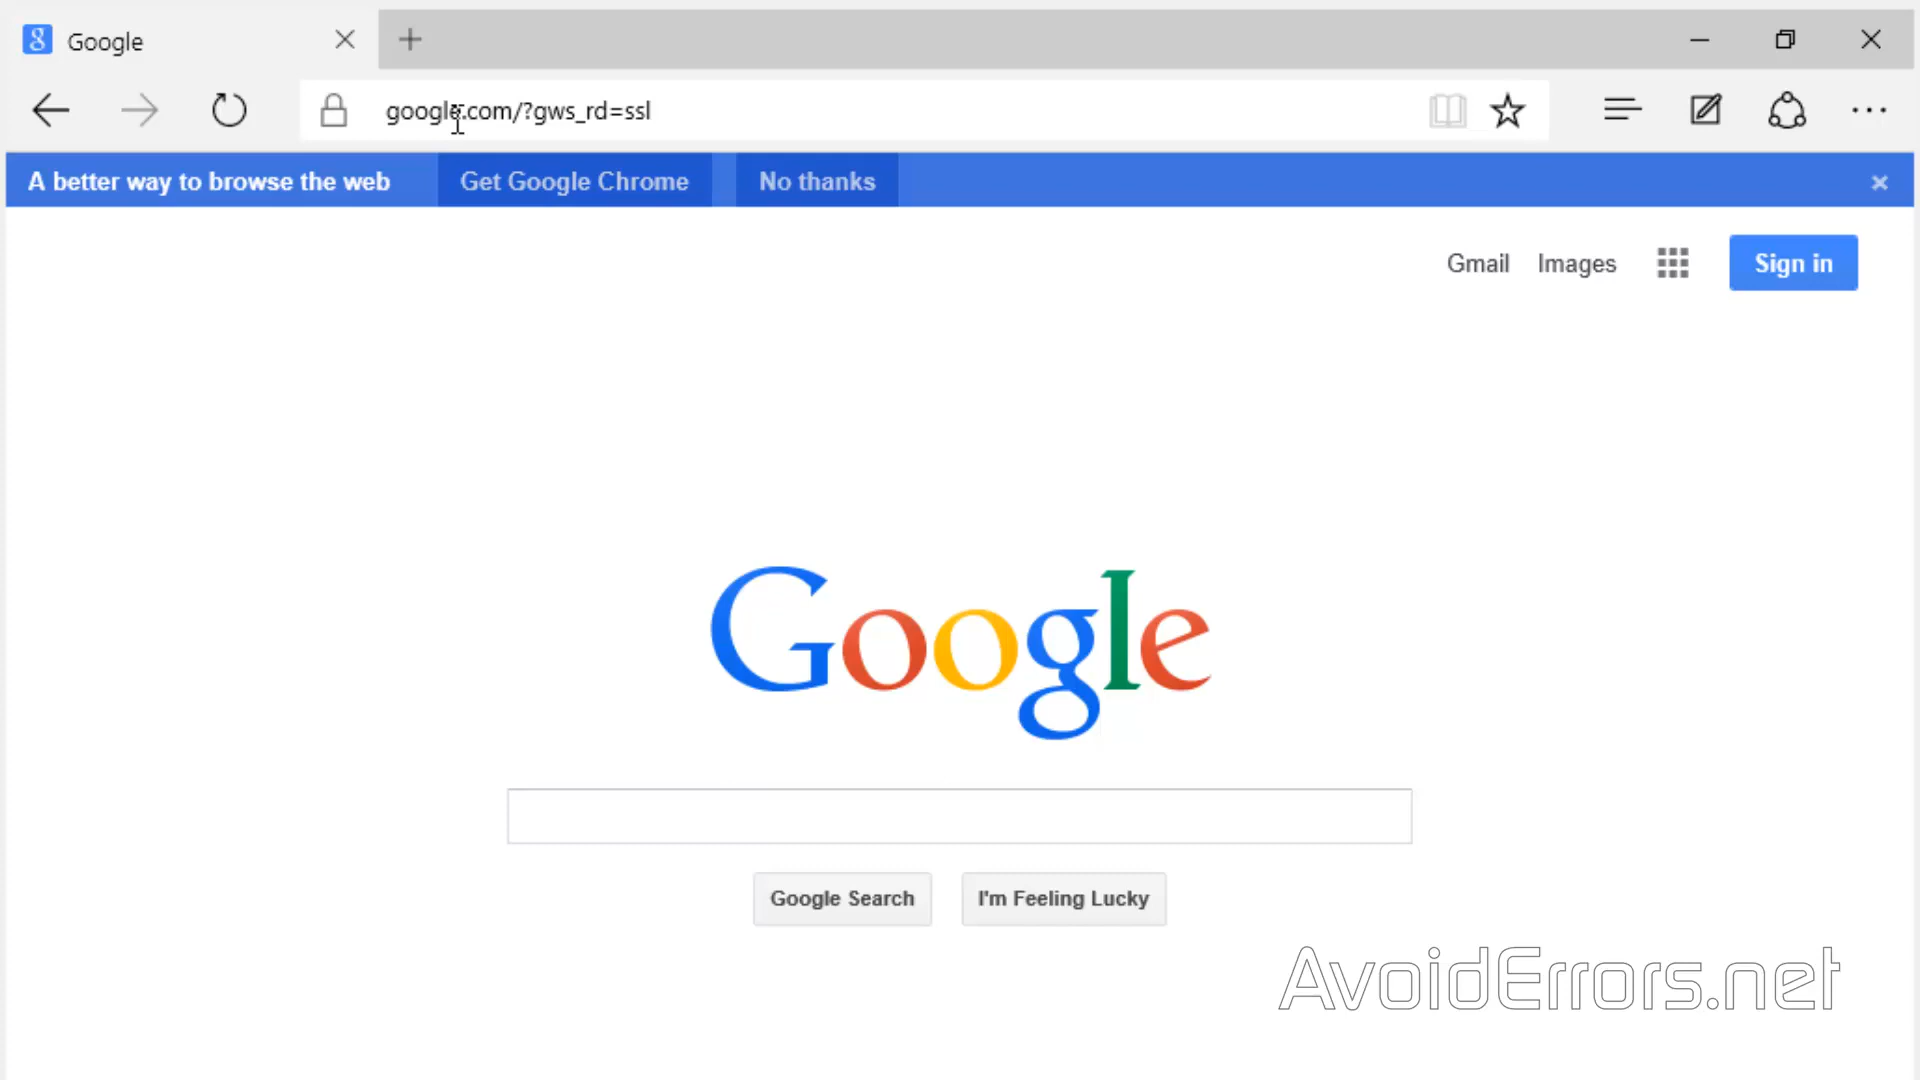 Google
google.com/?gws_rd=ssl
A better way to browse the web Get Google Chrome No thanks
Gmail Images Sign in
Google
Google Search I'm Feeling Lucky
AvoidErrors.net